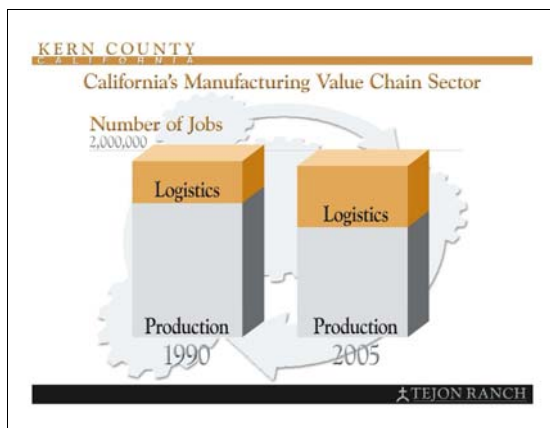 KERN COUNTY
CALIFORNIA
California's Manufacturing Value Chain Sector
Number of Jobs
2,000,000
Logistics
Logistics
Production
Production
1990
2005
TEJON RANCH